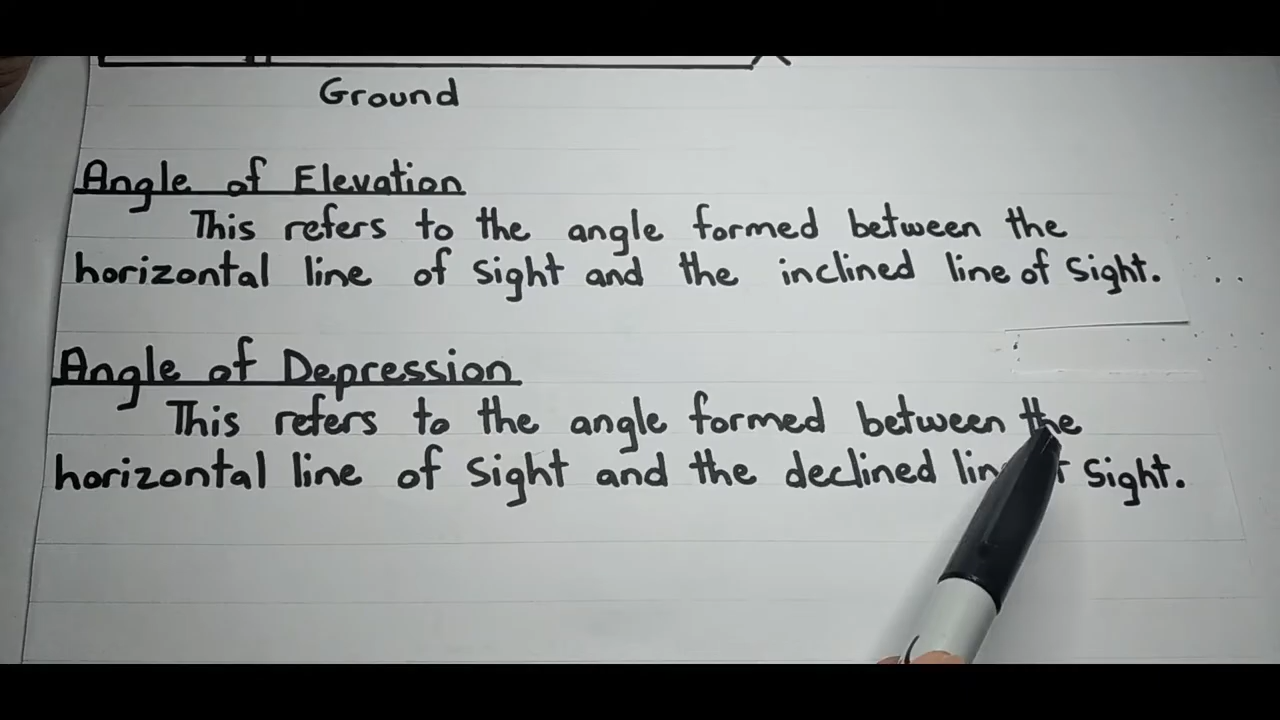 Ground
Angle of Elevation
This refers to the angle formed between the
horizontal line of sight and the inclined line of sight.
Angle of Depression
This refers to the angle formed between the
horizontal line of sight and the declined sight.